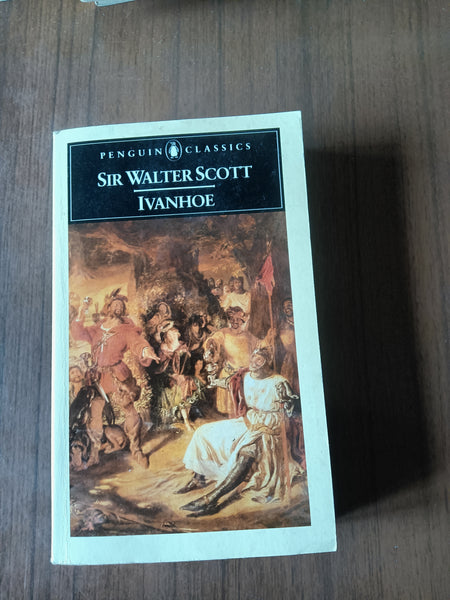 PENGUIN CLASSICS
SIR WALTER SCOTT
IVANHOE